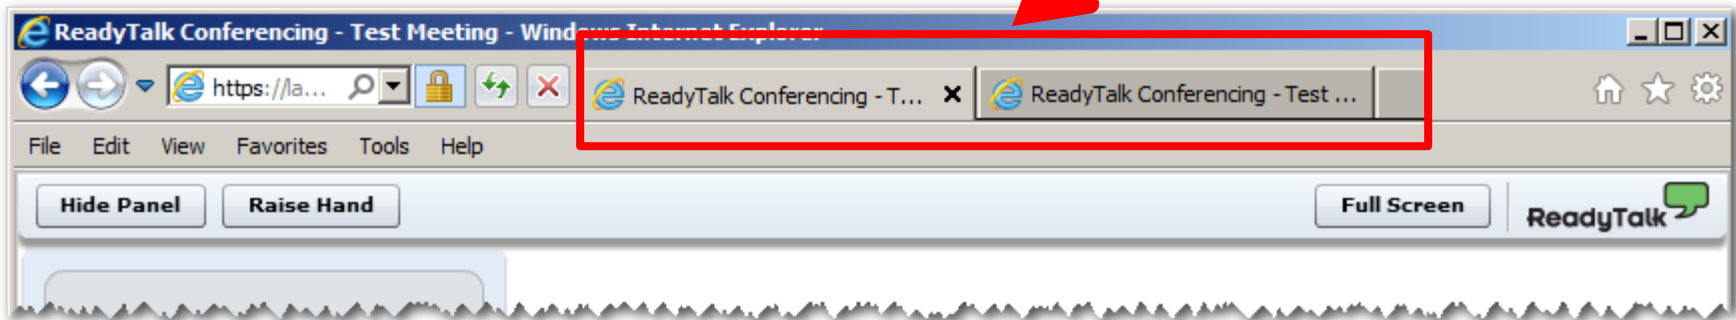 ReadyTalk Conferencing - Test Meeting - Windows Internet Explorer
https://la...
ReadyTalk Conferencing - T...
ReadyTalk Conferencing - Test ...
File Edit View Favorites Tools Help
Hide Panel
Raise Hand
Full Screen
ReadyTalk